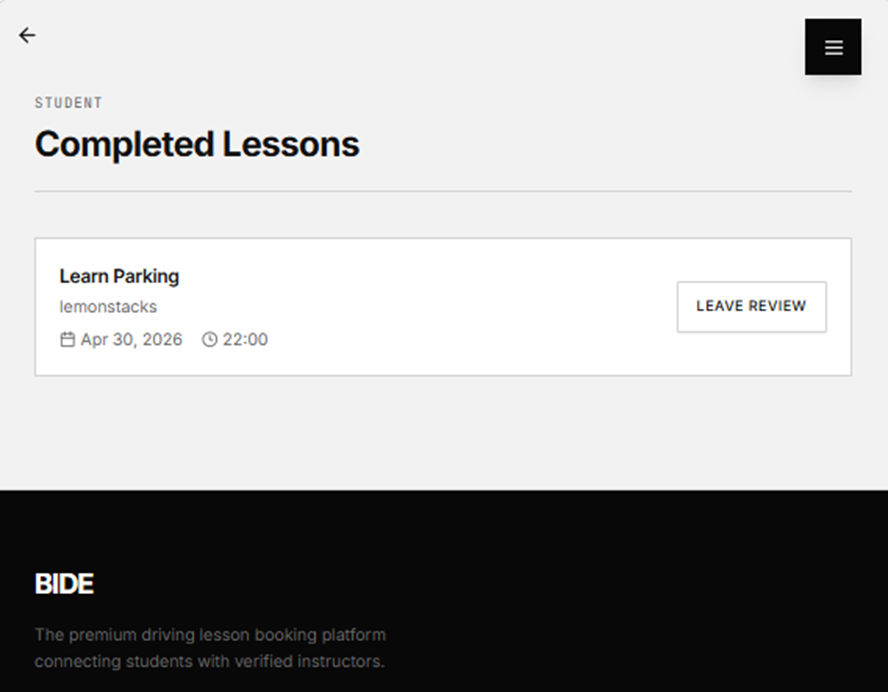 STUDENT
Completed Lessons
Learn Parking
lemonstacks
Apr 30, 2026 22:00
LEAVE REVIEW
BIDE
The premium driving lesson booking platform
connecting students with verified instructors.